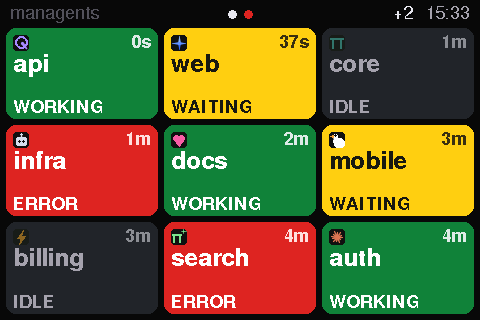 managents +2 15:33
0s 37s 1m
api web core
WORKING WAITING IDLE
1m 2m 3m
infra docs mobile
ERROR WORKING WAITING
3m 4m 4m
billing search auth
IDLE ERROR WORKING